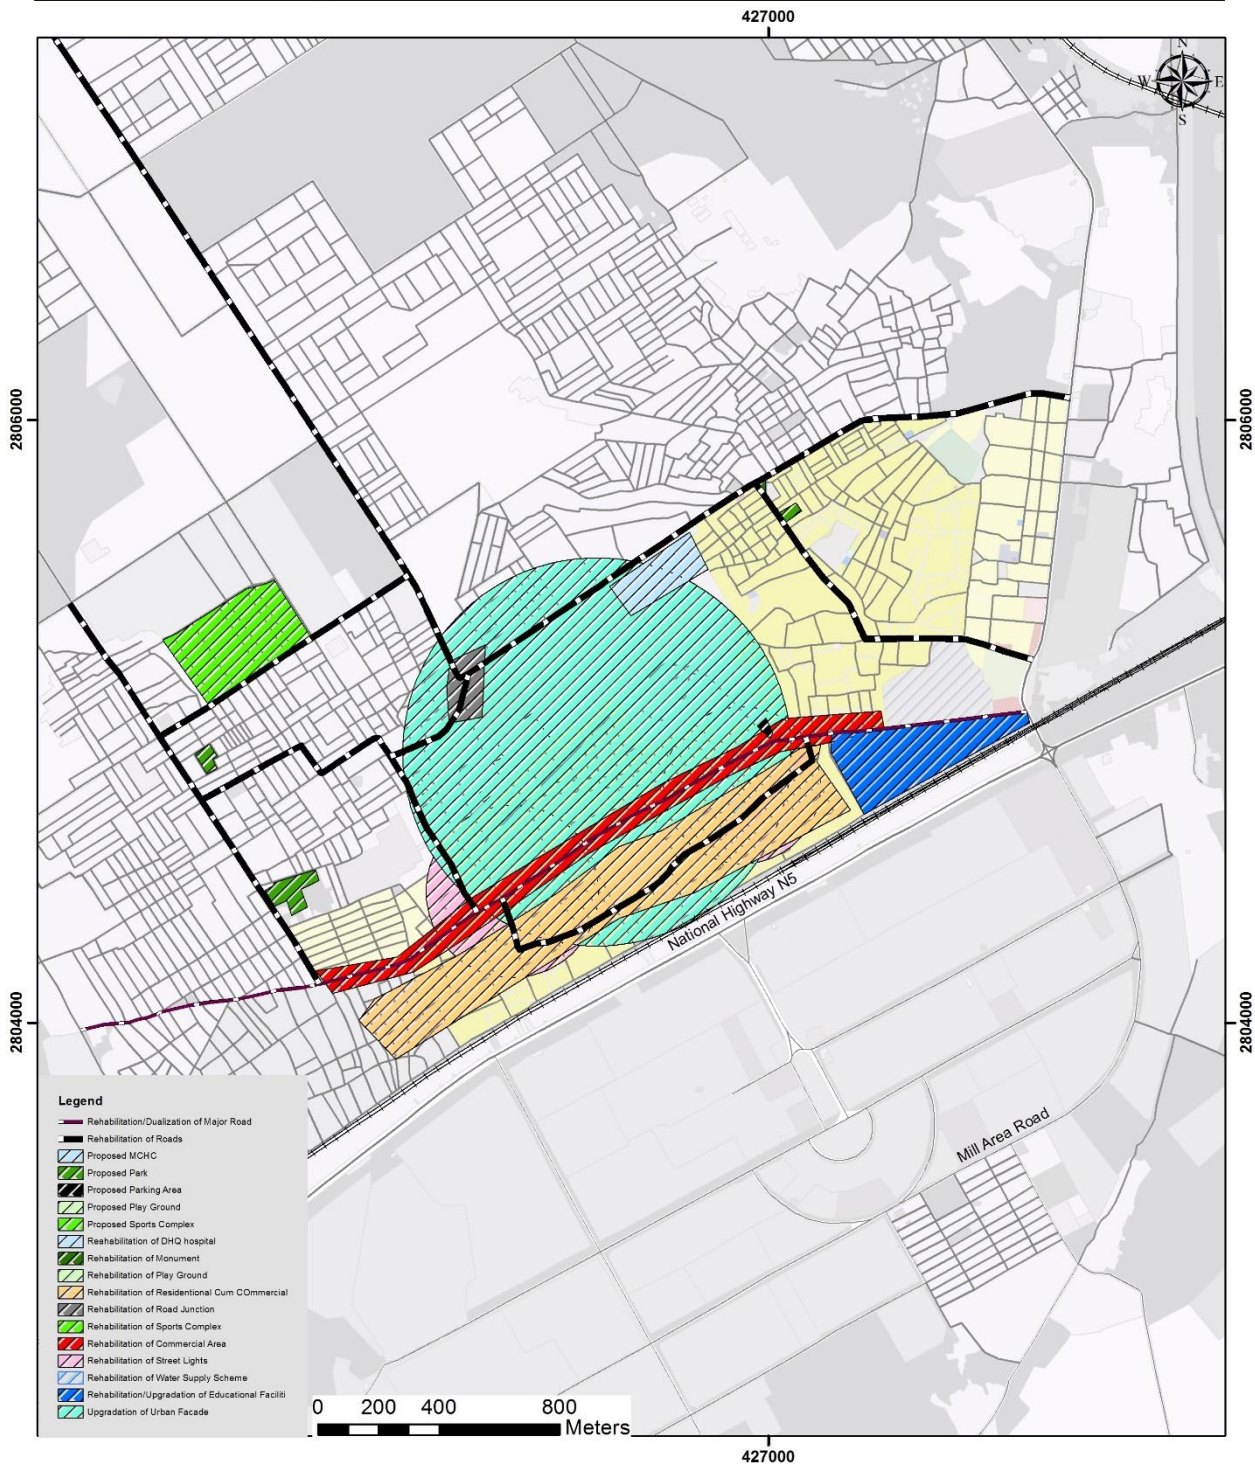 427000
N
W E
S
2806000
2806000
National Highway N5
2804000
2804000
Mill Area Road
Legend
Rehabilitation/Dualization of Major Road
Rehabilitation of Roads
Proposed MCHC
Proposed Park
Proposed Parking Area
Proposed Play Ground
Proposed Sports Complex
Reahabilitation of DHQ hospital
Rehabilitation of Monument
Rehabilitation of Play Ground
Rehabilitation of Residentional Cum COmmercial
Rehabilitation of Road Junction
Rehabilitation of Sports Complex
Rehabilitation of Commercial Area
Rehabilitation of Street Lights
Rehabilitation of Water Supply Scheme
Rehabilitation/Upgradation of Educational Faciliti
Upgradation of Urban Facade
0 200 400 800
Meters
427000